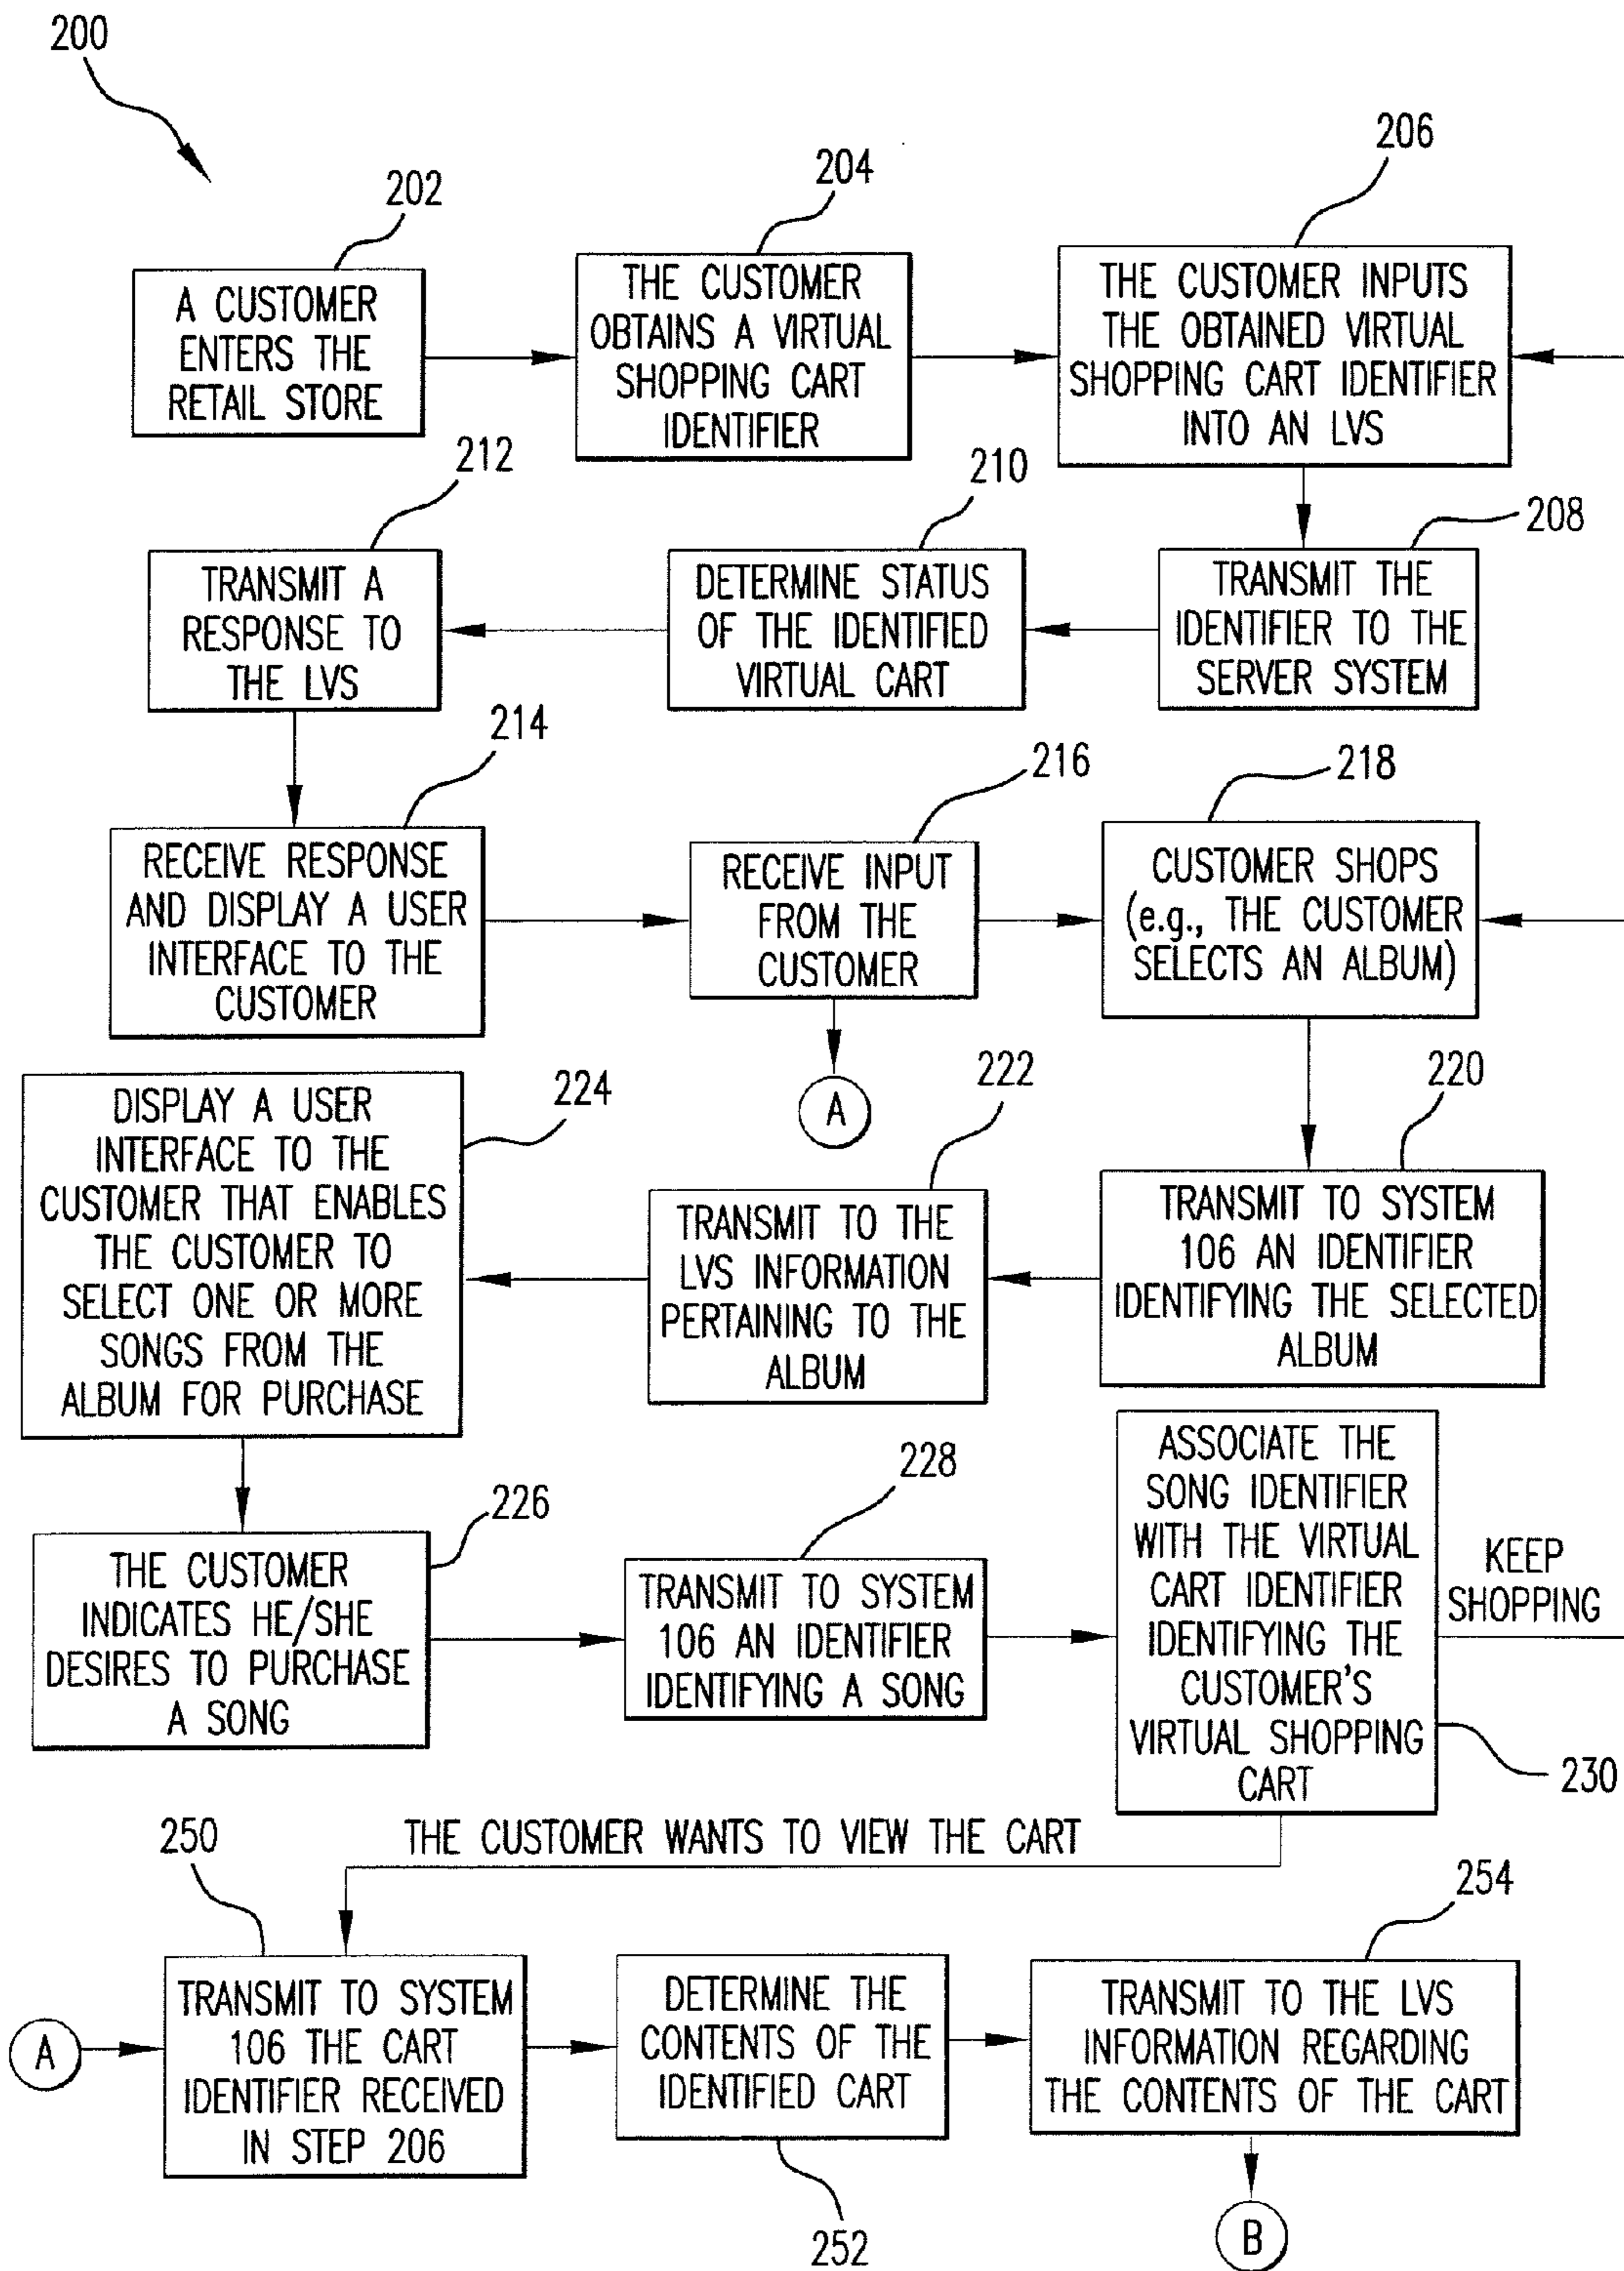 200
202
A CUSTOMER
ENTERS THE
RETAIL STORE
204
THE CUSTOMER
OBTAINS A VIRTUAL
SHOPPING CART
IDENTIFIER
206
THE CUSTOMER INPUTS
THE OBTAINED VIRTUAL
SHOPPING CART IDENTIFIER
INTO AN LVS
208
TRANSMIT THE
IDENTIFIER TO THE
SERVER SYSTEM
210
DETERMINE STATUS
OF THE IDENTIFIED
VIRTUAL CART
212
TRANSMIT A
RESPONSE TO
THE LVS
214
RECEIVE RESPONSE
AND DISPLAY A USER
INTERFACE TO THE
CUSTOMER
216
RECEIVE INPUT
FROM THE
CUSTOMER
A
218
CUSTOMER SHOPS
(e.g., THE CUSTOMER
SELECTS AN ALBUM)
220
TRANSMIT TO SYSTEM
106 AN IDENTIFIER
IDENTIFYING THE SELECTED
ALBUM
222
TRANSMIT TO THE
LVS INFORMATION
PERTAINING TO THE
ALBUM
224
DISPLAY A USER
INTERFACE TO THE
CUSTOMER THAT ENABLES
THE CUSTOMER TO
SELECT ONE OR MORE
SONGS FROM THE
ALBUM FOR PURCHASE
226
THE CUSTOMER
INDICATES HE/SHE
DESIRES TO PURCHASE
A SONG
228
TRANSMIT TO SYSTEM
106 AN IDENTIFIER
IDENTIFYING A SONG
ASSOCIATE THE
SONG IDENTIFIER
WITH THE VIRTUAL
CART IDENTIFIER
IDENTIFYING THE
CUSTOMER'S
VIRTUAL SHOPPING
CART
230
KEEP
SHOPPING
THE CUSTOMER WANTS TO VIEW THE CART
A
250
TRANSMIT TO SYSTEM
106 THE CART
IDENTIFIER RECEIVED
IN STEP 206
DETERMINE THE
CONTENTS OF THE
IDENTIFIED CART
252
254
TRANSMIT TO THE LVS
INFORMATION REGARDING
THE CONTENTS OF THE CART
B